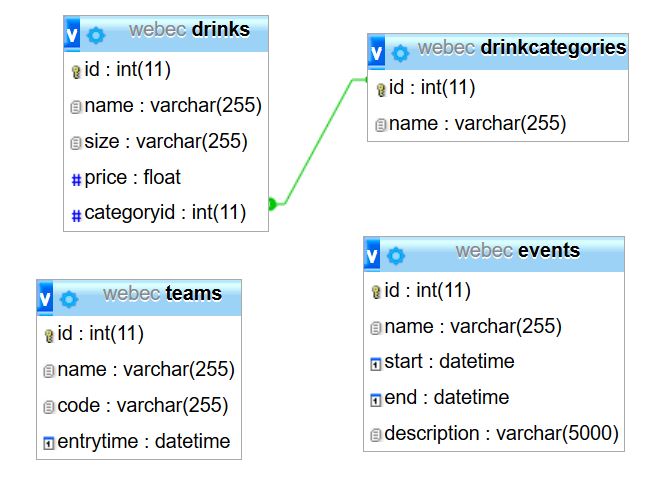 webec drinks
id : int(11)
name : varchar(255)
size : varchar(255)
price : float
categoryid : int(11)
webec drinkcategories
id : int(11)
name : varchar(255)
webec teams
id : int(11)
name : varchar(255)
code : varchar(255)
entrytime : datetime
webec events
id : int(11)
name : varchar(255)
start : datetime
end : datetime
description : varchar(5000)